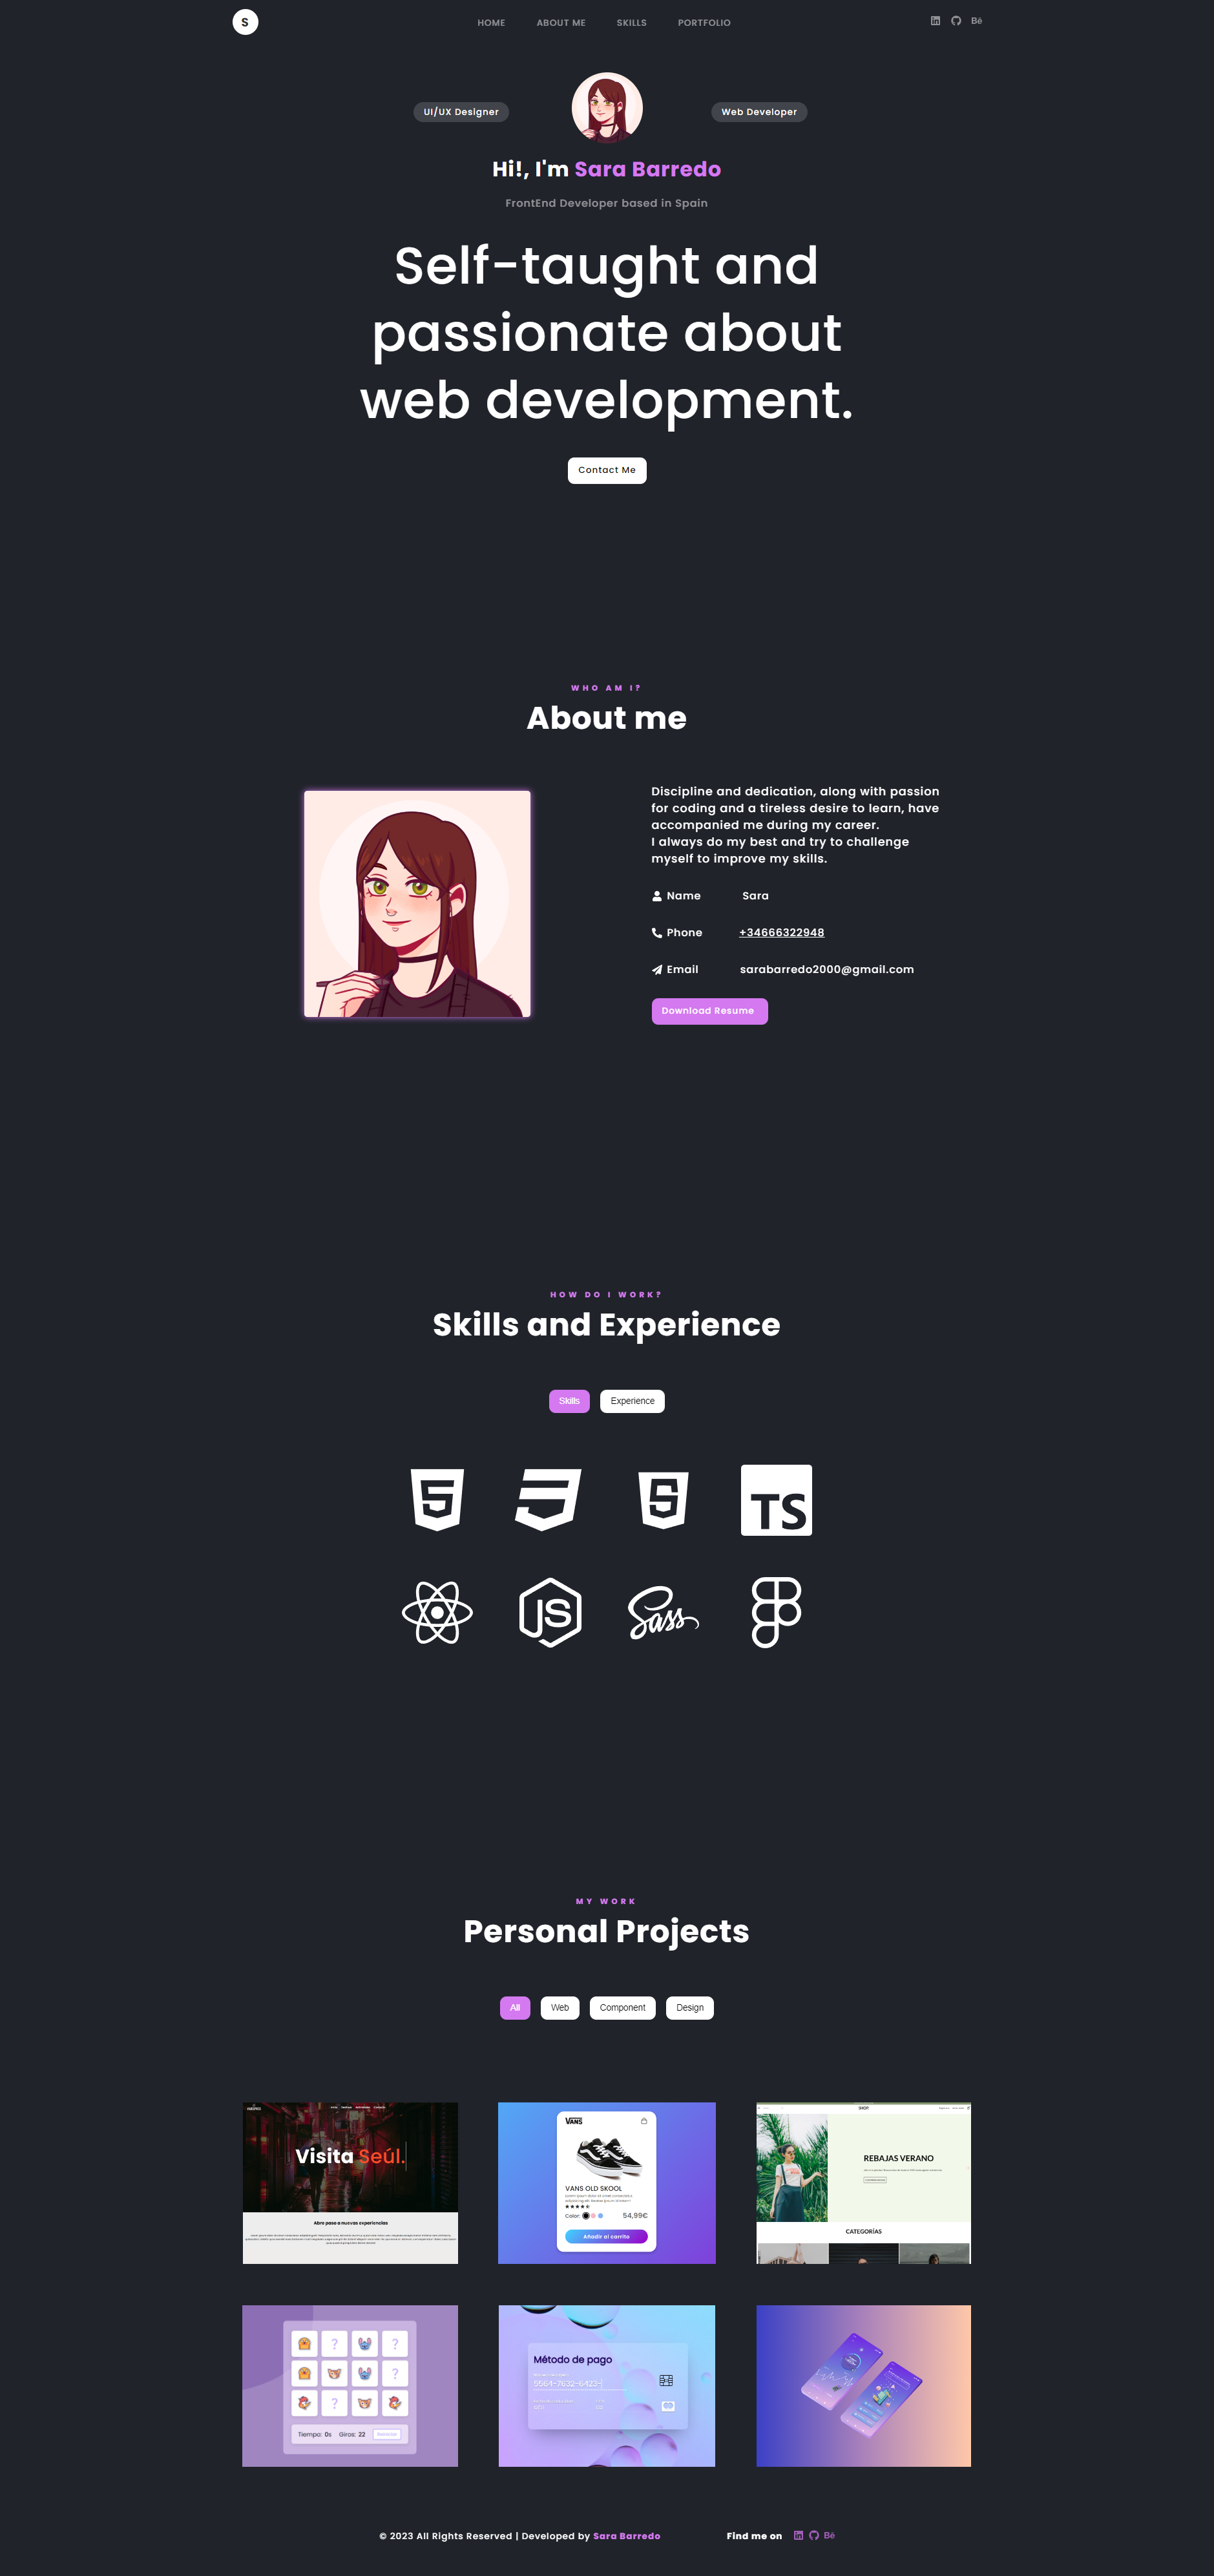 S
HOME ABOUT ME SKILLS PORTFOLIO
Bē
UI/UX Designer
Web Developer
Hi!, I'm Sara Barredo
FrontEnd Developer based in Spain
Self-taught and
passionate about
web development.
Contact Me
WHO AM I?
About me
Discipline and dedication, along with passion
for coding and a tireless desire to learn, have
accompanied me during my career.
I always do my best and try to challenge
myself to improve my skills.
Name Sara
Phone +34666322948
Email sarabarredo2000@gmail.com
Download Resume
HOW DO I WORK?
Skills and Experience
Skills Experience
5 S TS
JS Sass
MY WORK
Personal Projects
All Web Component Design
Visita Seúl.
Abre paso a nuevas experiencias
VANS
VANS OLD SKOOL
Color: 54,99€
Añadir al carrito
SHOP
REBAJAS VERANO
CATEGORÍAS
? ?
?
?
Tiempo: 0s Giros: 22
Método de pago
5564-7632-6423-
© 2023 All Rights Reserved | Developed by Sara Barredo
Find me on Bē